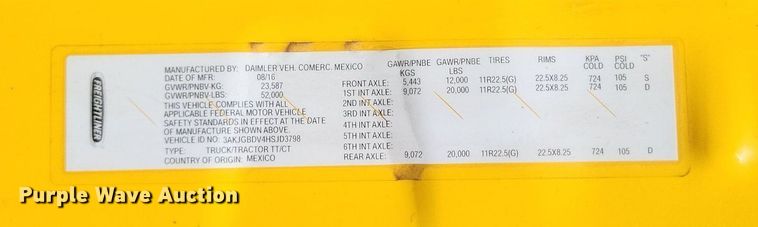 FREIGHTLINER
MANUFACTURED BY: DAIMLER VEH. COMERC. MEXICO
DATE OF MFR: 08/16
GVWR/PNBV-KG: 23,587
GVWR/PNBV-LBS: 52,000
THIS VEHICLE COMPLIES WITH ALL
APPLICABLE FEDERAL MOTOR VEHICLE
SAFETY STANDARDS IN EFFECT AT THE DATE
OF MANUFACTURE SHOWN ABOVE.
VEHICLE ID NO.: 3AKJGBDV4HSJD3798
TYPE: TRUCK/TRACTOR TT/CT
COUNTRY OF ORIGIN: MEXICO
GAWR/PNBE KGS GAWR/PNBE LBS TIRES RIMS KPA COLD PSI COLD "S"
FRONT AXLE: 5,443 12,000 11R22.5(G) 22.5X8.25 724 105 S
1ST INT AXLE: 9,072 20,000 11R22.5(G) 22.5X8.25 724 105 D
2ND INT AXLE:
3RD INT AXLE:
4TH INT AXLE:
5TH INT AXLE:
6TH INT AXLE:
REAR AXLE: 9,072 20,000 11R22.5(G) 22.5X8.25 724 105 D
Purple Wave Auction